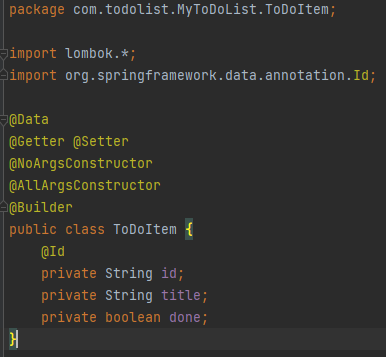 package com.todolist.MyToDoList.ToDoItem;
import lombok.*;
import org.springframework.data.annotation.Id;
@Data
@Getter @Setter
@NoArgsConstructor
@AllArgsConstructor
@Builder
public class ToDoItem {
@Id
private String id;
private String title;
private boolean done;
}